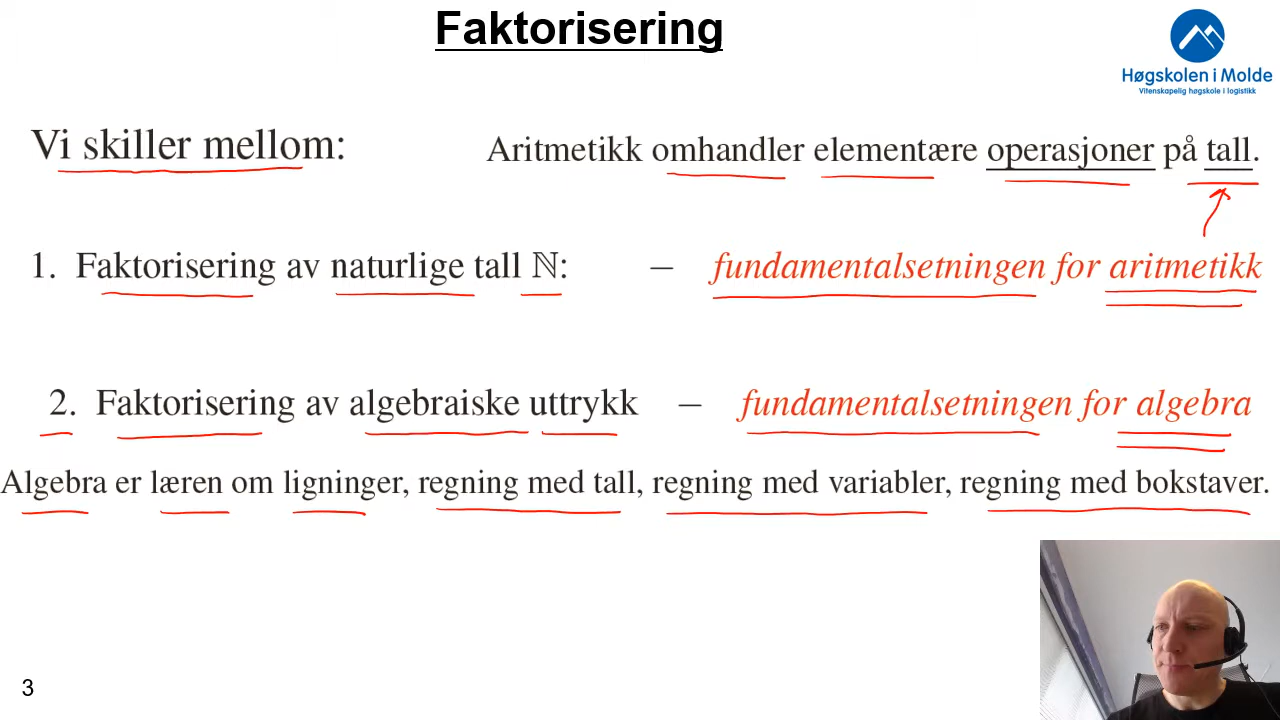 Faktorisering
Høgskolen i Molde
Vitenskapelig høgskole i logistikk
Vi skiller mellom:
Aritmetikk omhandler elementære operasjoner på tall.
1. Faktorisering av naturlige tall ℕ: – fundamentalsetningen for aritmetikk
2. Faktorisering av algebraiske uttrykk – fundamentalsetningen for algebra
Algebra er læren om ligninger, regning med tall, regning med variabler, regning med bokstaver.
3